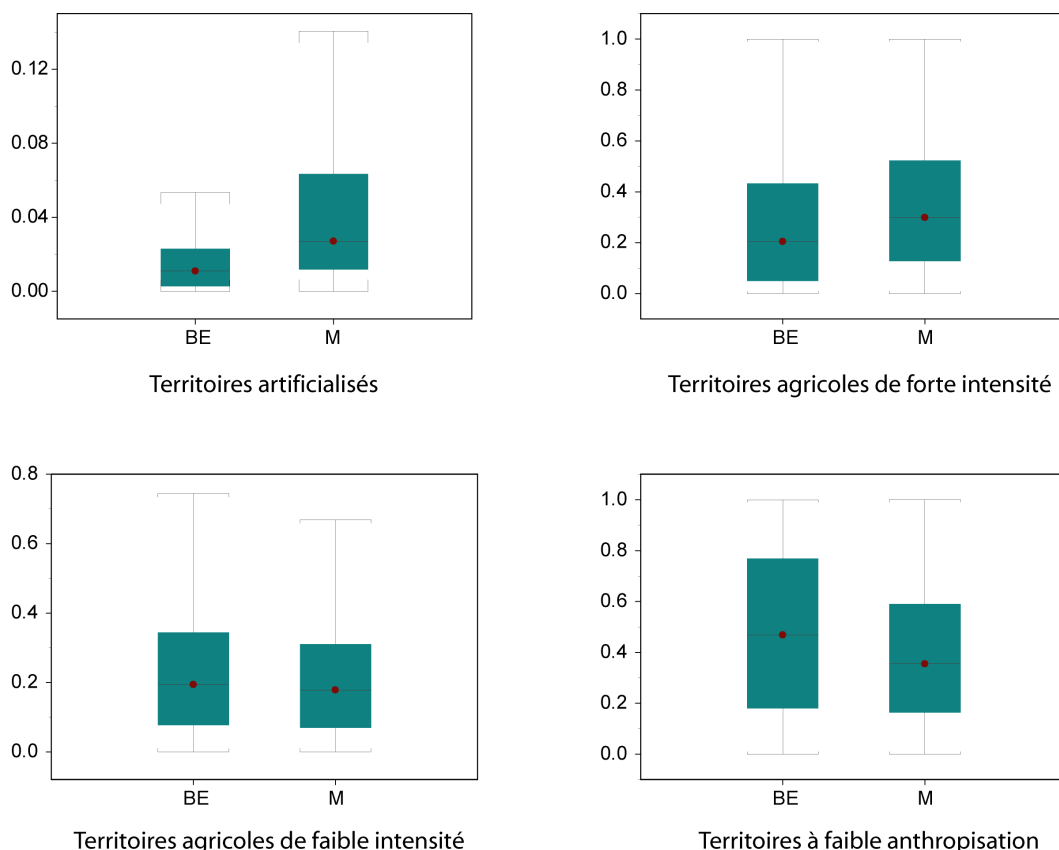 0.12
0.08
0.04
0.00
BE M
Territoires artificialisés
1.0
0.8
0.6
0.4
0.2
0.0
BE M
Territoires agricoles de forte intensité
0.8
0.6
0.4
0.2
0.0
BE M
Territoires agricoles de faible intensité
1.0
0.8
0.6
0.4
0.2
0.0
BE M
Territoires à faible anthropisation